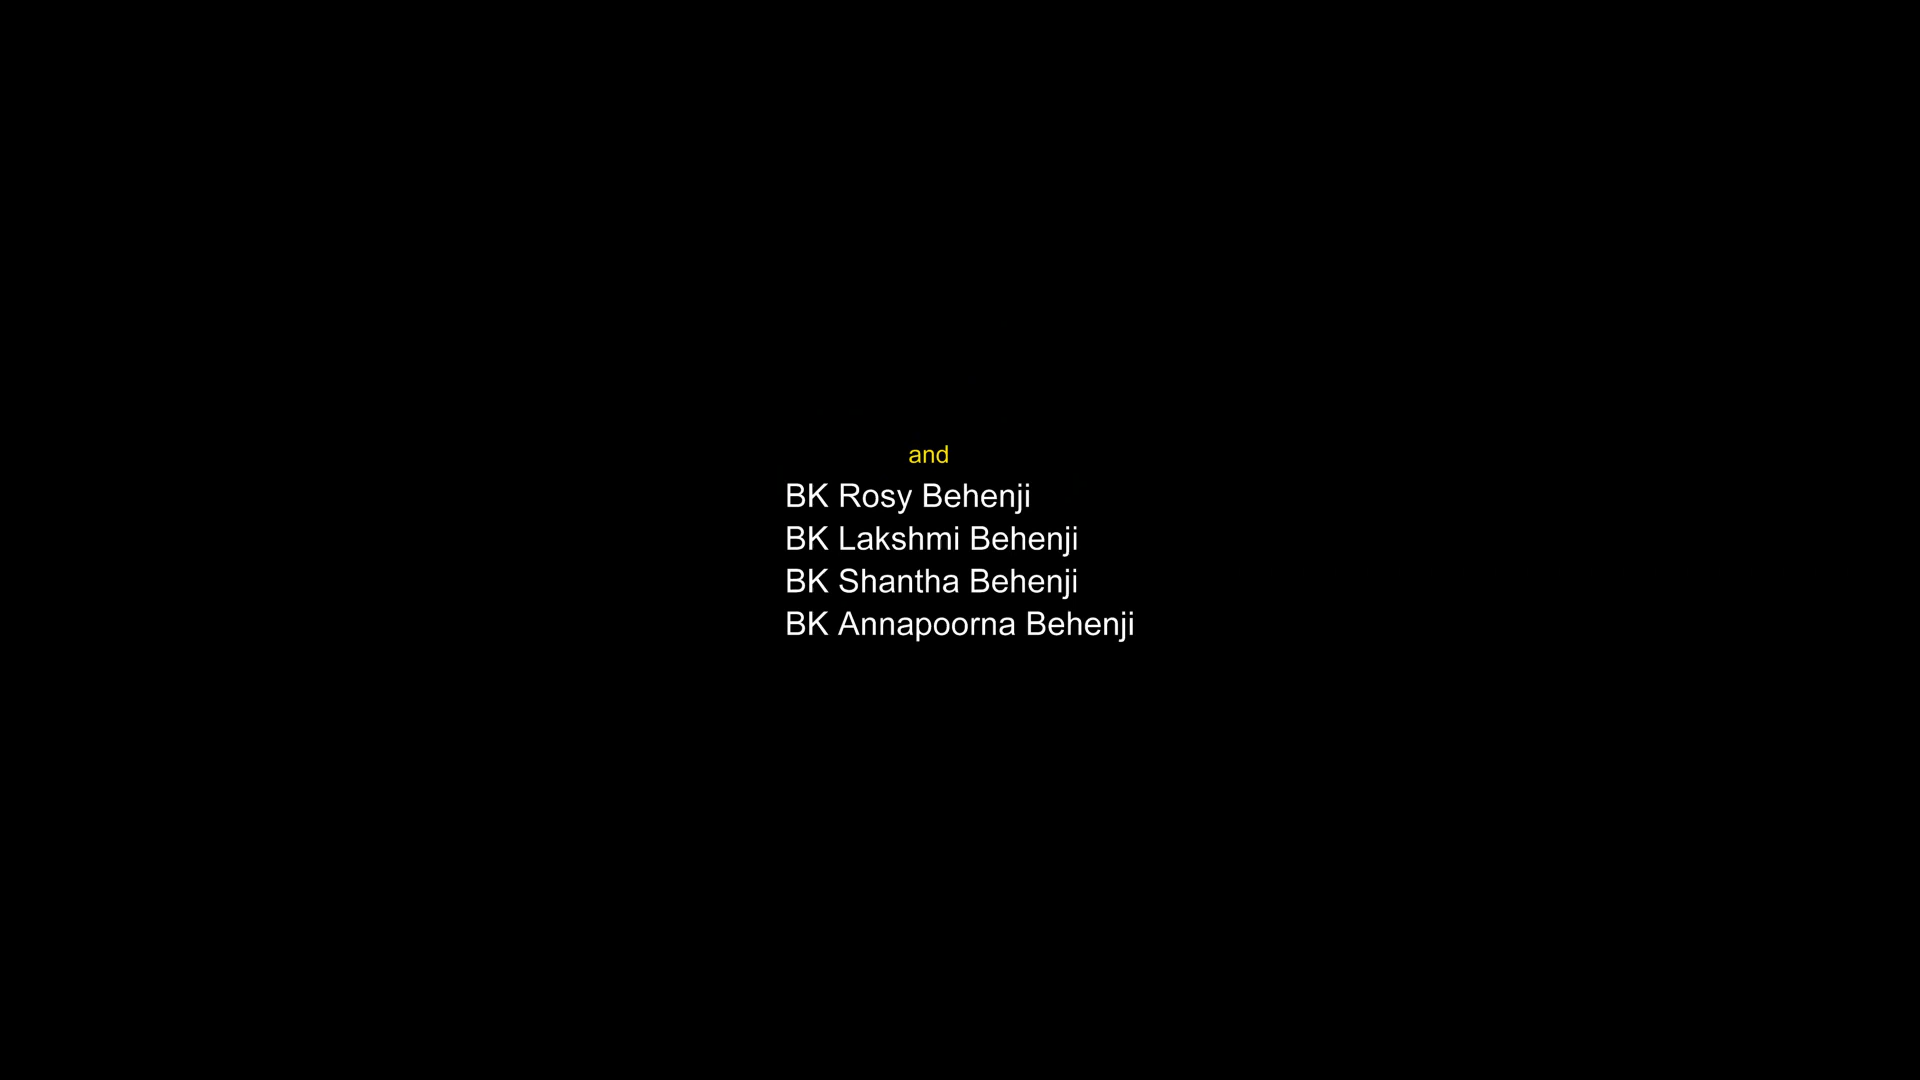 and
BK Rosy Behenji
BK Lakshmi Behenji
BK Shantha Behenji
BK Annapoorna Behenji